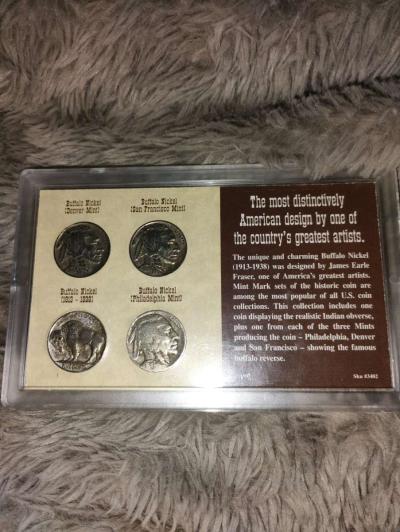 Buffalo Nickel
(Denver Mint)
Buffalo Nickel
(San Francisco Mint)
Buffalo Nickel
(1913 - 1938)
Buffalo Nickel
(Philadelphia Mint)
The most distinctively
American design by one of
the country's greatest artists.
The unique and charming Buffalo Nickel
(1913-1938) was designed by James Earle
Fraser, one of America's greatest artists.
Mint Mark sets of the historic coin are
among the most popular of all U.S. coin
collections. This collection includes one
coin displaying the realistic Indian obverse,
plus one from each of the three Mints
producing the coin – Philadelphia, Denver
and San Francisco – showing the famous
buffalo reverse.
Sku #3402